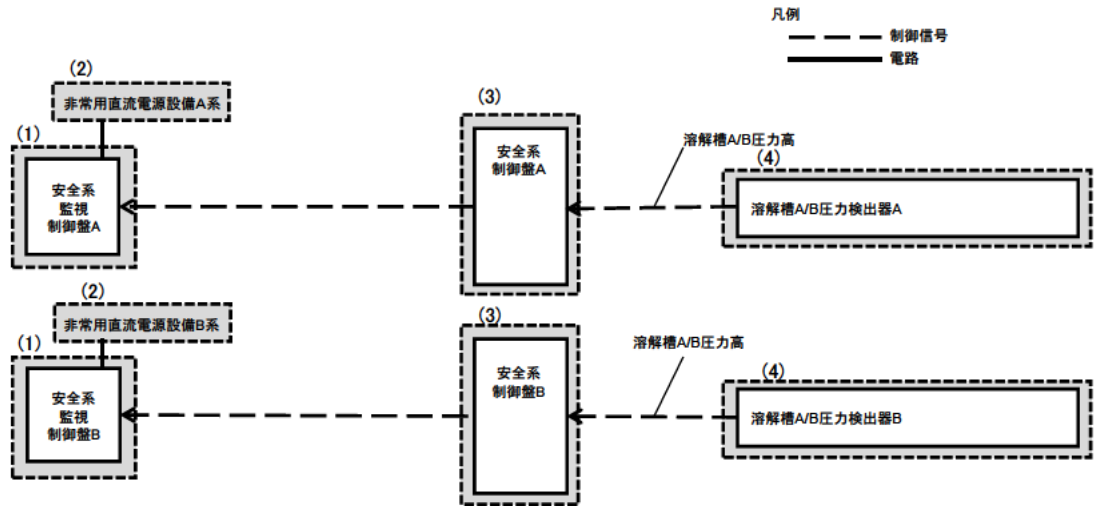 凡例
制御信号
電路
(2)
非常用直流電源設備A系
(1)
安全系
監視
制御盤A
(3)
安全系
制御盤A
溶解槽A/B圧力高
(4)
溶解槽A/B圧力検出器A
(2)
非常用直流電源設備B系
(1)
安全系
監視
制御盤B
(3)
安全系
制御盤B
溶解槽A/B圧力高
(4)
溶解槽A/B圧力検出器B